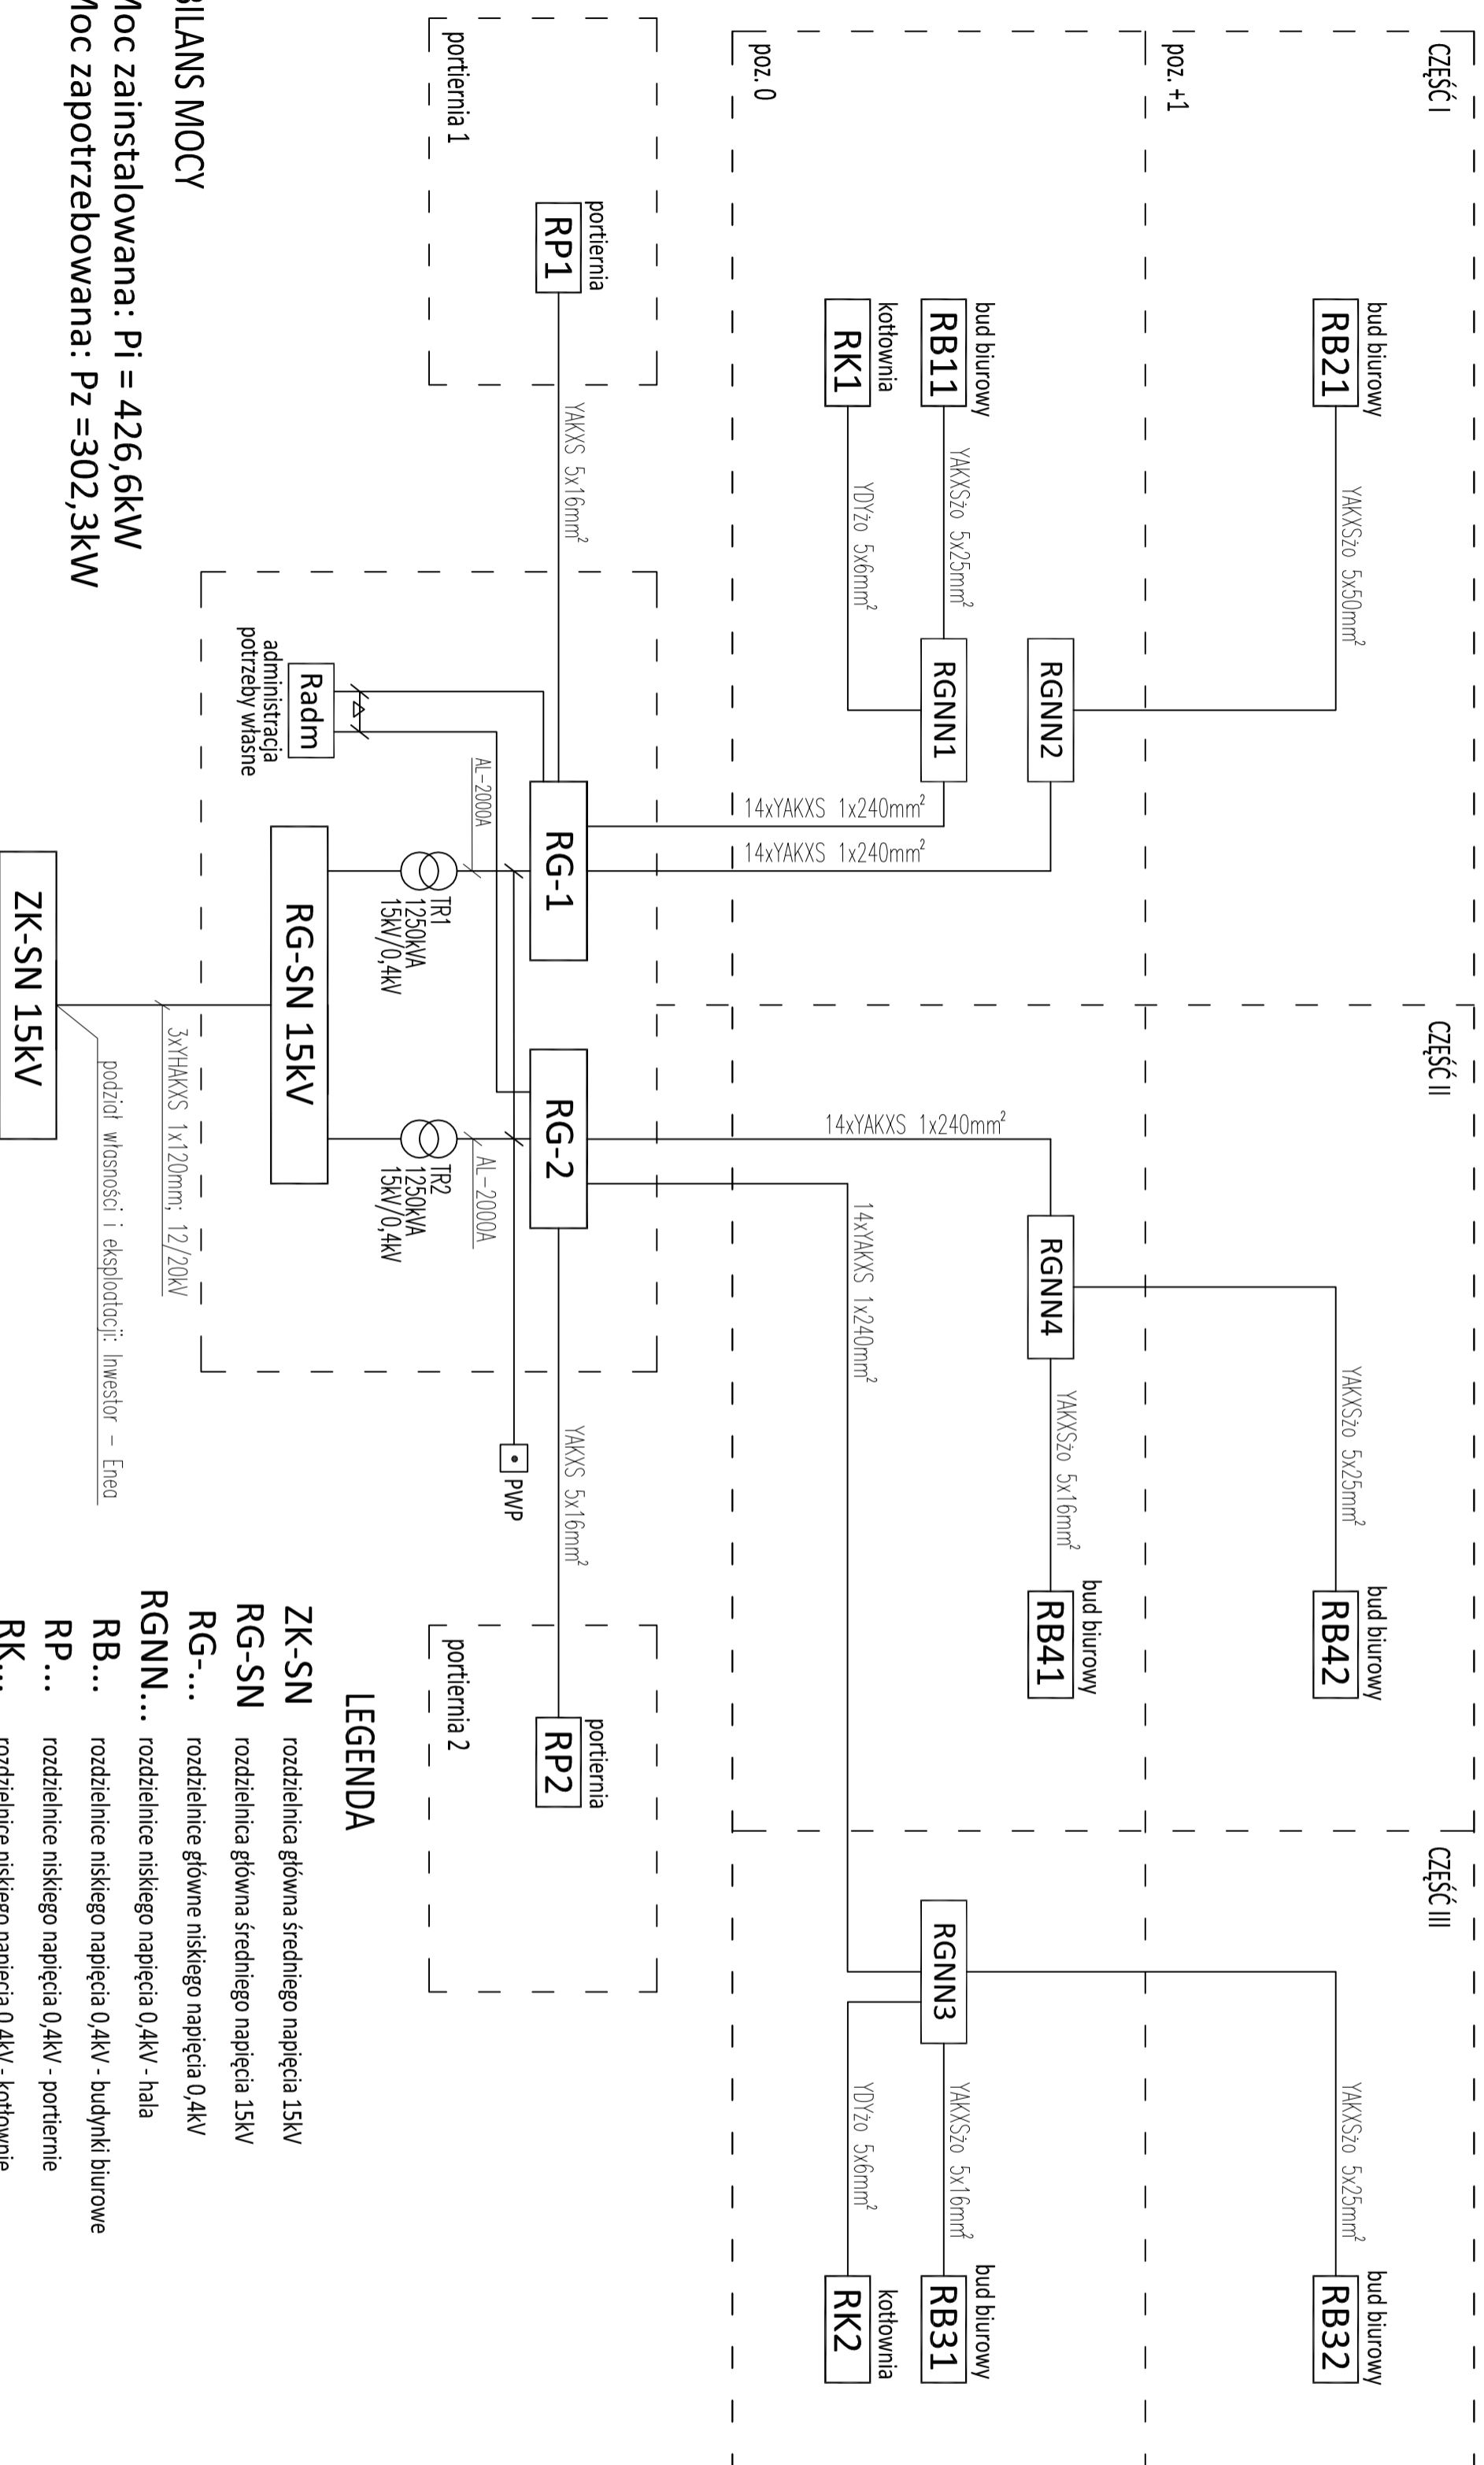 CZĘŚĆ I
CZĘŚĆ II
CZĘŚĆ III
poz. +1
bud biurowy
RB21
YAKXSżo 5x50mm²
YAKXSżo 5x25mm²
bud biurowy
RB42
YAKXSżo 5x25mm²
bud biurowy
RB32
poz. 0
RGNN2
RGNN4
YAKXSżo 5x16mm²
bud biurowy
RB41
bud biurowy
RB11
YAKXSżo 5x25mm²
RGNN1
RGNN3
YAKXSżo 5x16mm²
bud biurowy
RB31
kotłownia
RK1
YDYżo 5x6mm²
14xYAKXS 1x240mm²
14xYAKXS 1x240mm²
14xYAKXS 1x240mm²
14xYAKXS 1x240mm²
YDYżo 5x6mm²
kotłownia
RK2
portiernia
RP1
YAKXS 5x16mm²
RG-1
RG-2
YAKXS 5x16mm²
portiernia
RP2
portiernia 1
portiernia 2
PWP
AL-2000A
AL-2000A
TR1
1250kVA
15kV/0,4kV
TR2
1250kVA
15kV/0,4kV
Radm
administracja
potrzeby własne
RG-SN 15kV
3xYHAKXS 1x120mm; 12/20kV
podział własności i eksploatacji: Inwestor – Enea
ZK-SN 15kV
BILANS MOCY
Moc zainstalowana: Pi = 426,6kW
Moc zapotrzebowana: Pz =302,3kW
LEGENDA
ZK-SN rozdzielnica główna średniego napięcia 15kV
RG-SN rozdzielnica główna średniego napięcia 15kV
RG-... rozdzielnice główne niskiego napięcia 0,4kV
RGNN... rozdzielnice niskiego napięcia 0,4kV - hala
RB... rozdzielnice niskiego napięcia 0,4kV - budynki biurowe
RP... rozdzielnice niskiego napięcia 0,4kV - portiernie
RK... rozdzielnice niskiego napięcia 0,4kV - kotłownie